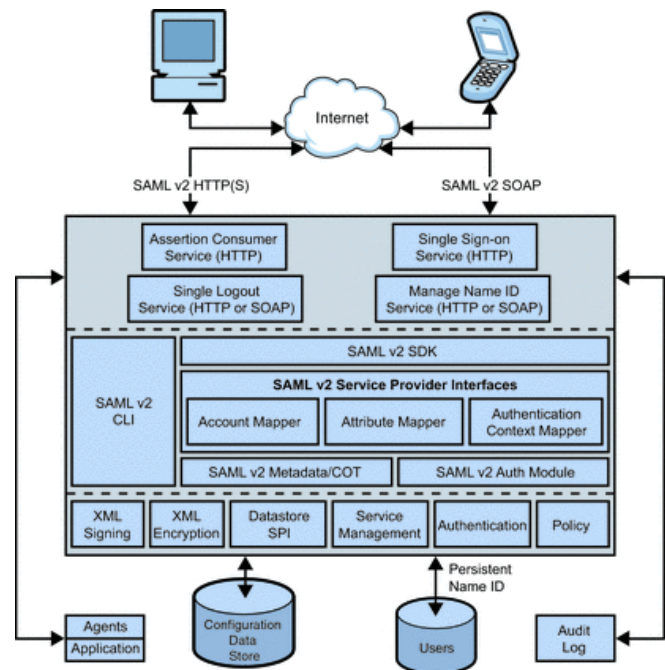 Internet
SAML v2 HTTP(S)
SAML v2 SOAP
Assertion Consumer
Service (HTTP)
Single Sign-on
Service (HTTP)
Single Logout
Service (HTTP or SOAP)
Manage Name ID
Service (HTTP or SOAP)
SAML v2
CLI
SAML v2 SDK
SAML v2 Service Provider Interfaces
Account Mapper
Attribute Mapper
Authentication
Context Mapper
SAML v2 Metadata/COT
SAML v2 Auth Module
XML
Signing
XML
Encryption
Datastore
SPI
Service
Management
Authentication
Policy
Persistent
Name ID
Agents
Application
Configuration
Data
Store
Users
Audit
Log